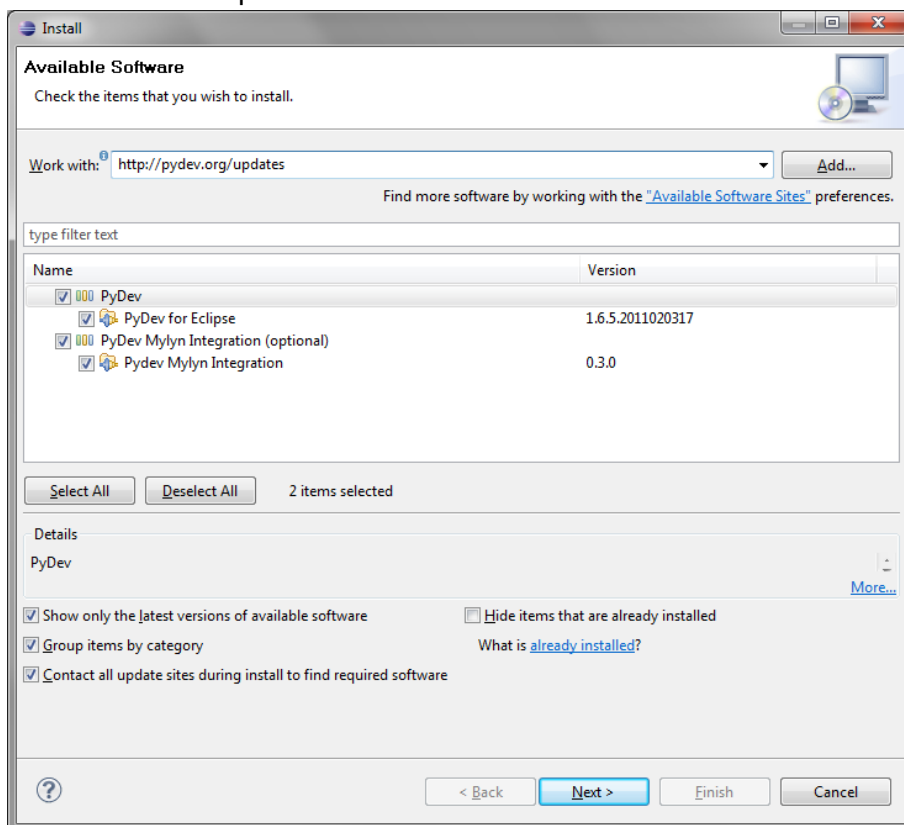 Install
Available Software
Check the items that you wish to install.
Work with: http://pydev.org/updates Add...
Find more software by working with the "Available Software Sites" preferences.
type filter text
Name Version
PyDev
PyDev for Eclipse 1.6.5.2011020317
PyDev Mylyn Integration (optional)
Pydev Mylyn Integration 0.3.0
Select All Deselect All 2 items selected
Details
PyDev
More...
Show only the latest versions of available software Hide items that are already installed
Group items by category What is already installed?
Contact all update sites during install to find required software
? < Back Next > Finish Cancel